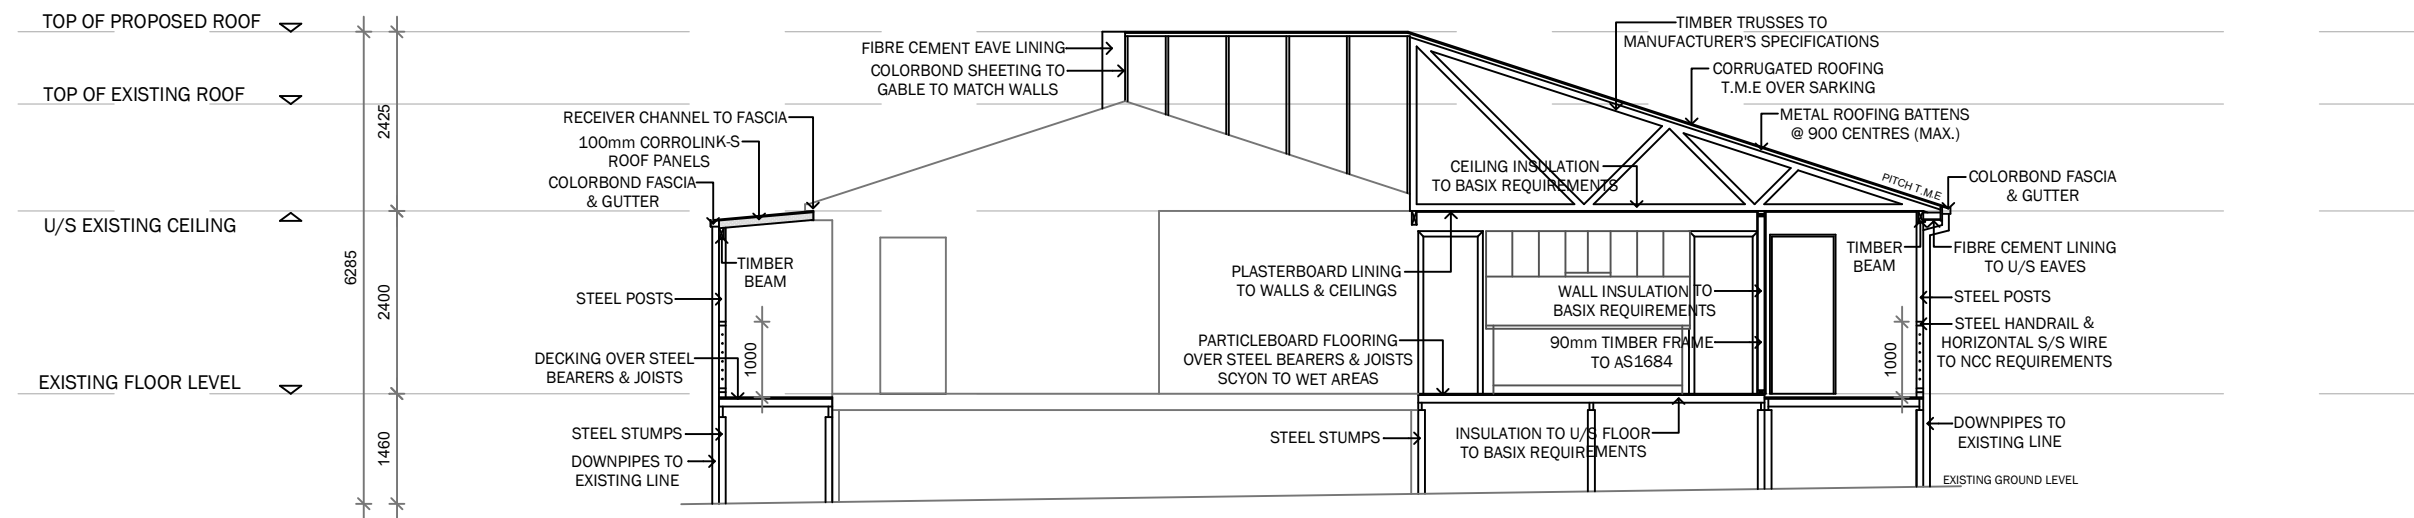 TOP OF PROPOSED ROOF
TOP OF EXISTING ROOF
U/S EXISTING CEILING
EXISTING FLOOR LEVEL
6285
2425
2400
1460
RECEIVER CHANNEL TO FASCIA
100mm CORROLINK-S
ROOF PANELS
COLORBOND FASCIA
& GUTTER
TIMBER
BEAM
STEEL POSTS
1000
DECKING OVER STEEL
BEARERS & JOISTS
STEEL STUMPS
DOWNPIPES TO
EXISTING LINE
FIBRE CEMENT EAVE LINING
COLORBOND SHEETING TO
GABLE TO MATCH WALLS
TIMBER TRUSSES TO
MANUFACTURER'S SPECIFICATIONS
CORRUGATED ROOFING
T.M.E OVER SARKING
METAL ROOFING BATTENS
@ 900 CENTRES (MAX.)
CEILING INSULATION
TO BASIX REQUIREMENTS
PITCH T.M.E
COLORBOND FASCIA
& GUTTER
PLASTERBOARD LINING
TO WALLS & CEILINGS
WALL INSULATION TO
BASIX REQUIREMENTS
PARTICLEBOARD FLOORING
OVER STEEL BEARERS & JOISTS
SCYON TO WET AREAS
90mm TIMBER FRAME
TO AS1684
STEEL STUMPS
INSULATION TO U/S FLOOR
TO BASIX REQUIREMENTS
TIMBER
BEAM
FIBRE CEMENT LINING
TO U/S EAVES
STEEL POSTS
STEEL HANDRAIL &
HORIZONTAL S/S WIRE
TO NCC REQUIREMENTS
1000
DOWNPIPES TO
EXISTING LINE
EXISTING GROUND LEVEL